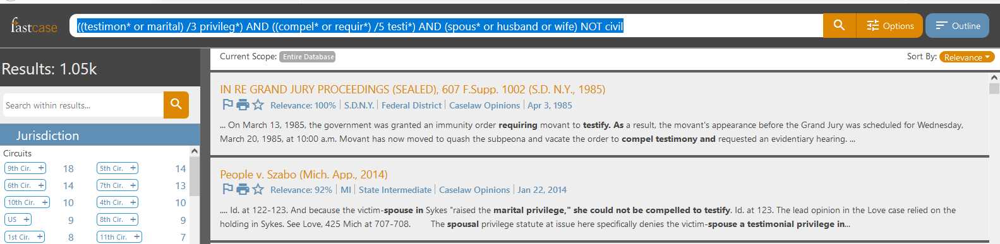 fastcase
((testimon* or marital) /3 privileg*) AND ((compel* or requir*) /5 testi*) AND (spous* or husband or wife) NOT civil
Options
Outline
Results: 1.05k
Search within results...
Jurisdiction
Circuits
9th Cir. + 18 5th Cir. + 14
6th Cir. + 14 7th Cir. + 13
10th Cir. + 10 4th Cir. + 10
US + 9 8th Cir. + 9
1st Cir. + 8 11th Cir. + 7
Current Scope: Entire Database
Sort By: Relevance
IN RE GRAND JURY PROCEEDINGS (SEALED), 607 F.Supp. 1002 (S.D. N.Y., 1985)
Relevance: 100% | S.D.N.Y. | Federal District | Caselaw Opinions | Apr 3, 1985
... On March 13, 1985, the government was granted an immunity order requiring movant to testify. As a result, the movant's appearance before the Grand Jury was scheduled for Wednesday,
March 20, 1985, at 10:00 a.m. Movant has now moved to quash the subpeona and vacate the order to compel testimony and requested an evidentiary hearing. ...
People v. Szabo (Mich. App., 2014)
Relevance: 92% | MI | State Intermediate | Caselaw Opinions | Jan 22, 2014
.... Id. at 122-123. And because the victim-spouse in Sykes "raised the marital privilege," she could not be compelled to testify. Id. at 123. The lead opinion in the Love case relied on the
holding in Sykes. See Love, 425 Mich at 707-708. The spousal privilege statute at issue here specifically denies the victim-spouse a testimonial privilege in...